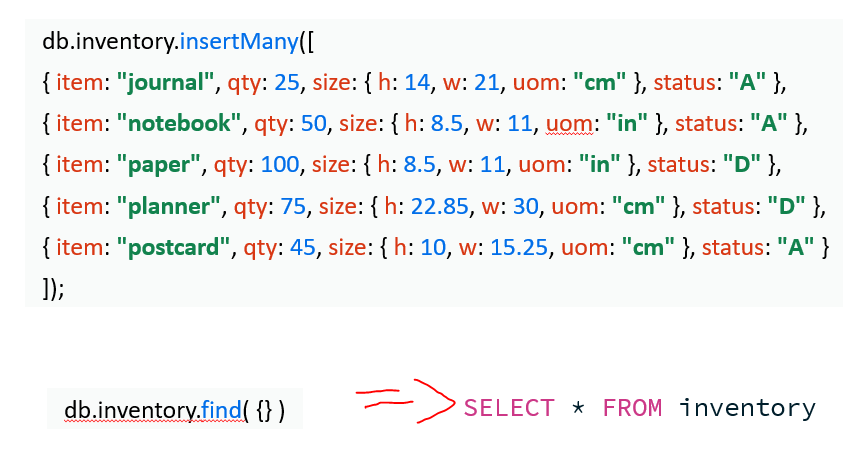 db.inventory.insertMany([
{ item: "journal", qty: 25, size: { h: 14, w: 21, uom: "cm" }, status: "A" },
{ item: "notebook", qty: 50, size: { h: 8.5, w: 11, uom: "in" }, status: "A" },
{ item: "paper", qty: 100, size: { h: 8.5, w: 11, uom: "in" }, status: "D" },
{ item: "planner", qty: 75, size: { h: 22.85, w: 30, uom: "cm" }, status: "D" },
{ item: "postcard", qty: 45, size: { h: 10, w: 15.25, uom: "cm" }, status: "A" }
]);
db.inventory.find( {} )
SELECT * FROM inventory